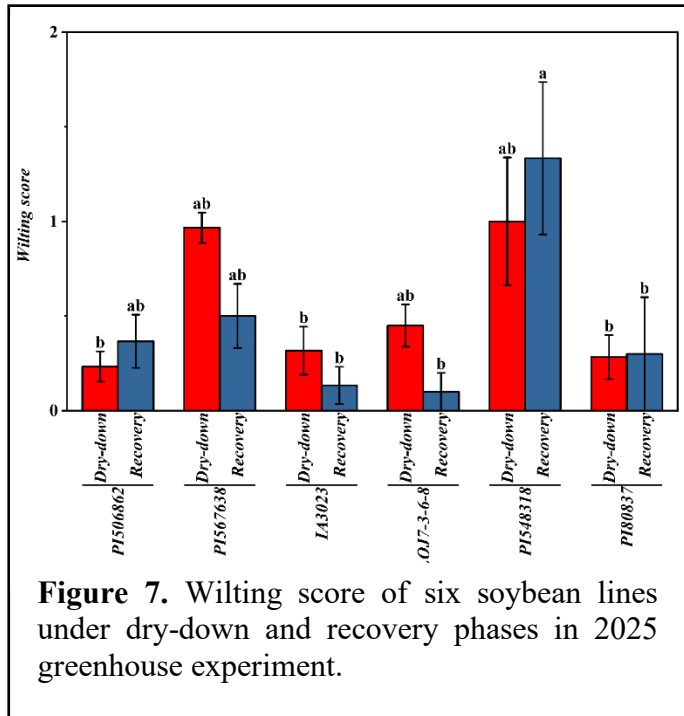 2
1
0
Wilting score
b
ab
ab
ab
b
b
ab
b
ab
a
b
b
Dry-down
Recovery
Dry-down
Recovery
Dry-down
Recovery
Dry-down
Recovery
Dry-down
Recovery
Dry-down
Recovery
PI506862
PI567638
IA3023
.OJ7-3-6-8
PI548318
PI80837
Figure 7. Wilting score of six soybean lines
under dry-down and recovery phases in 2025
greenhouse experiment.